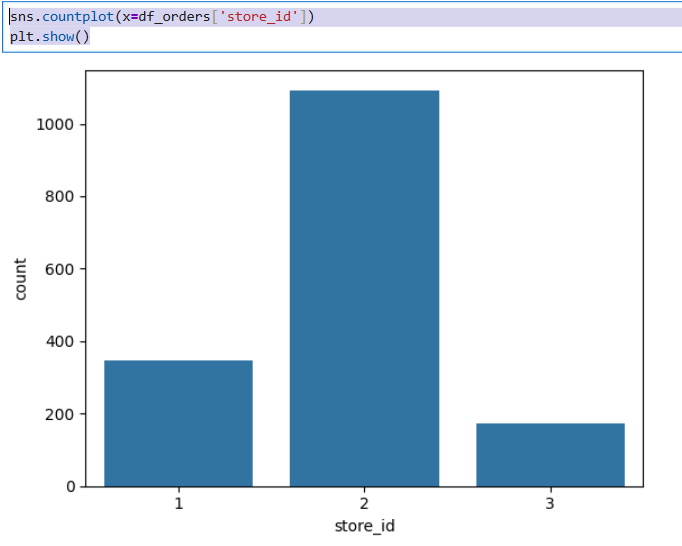 sns.countplot(x=df_orders['store_id'])
plt.show()
1000
800
600
400
200
0
count
1 2 3
store_id